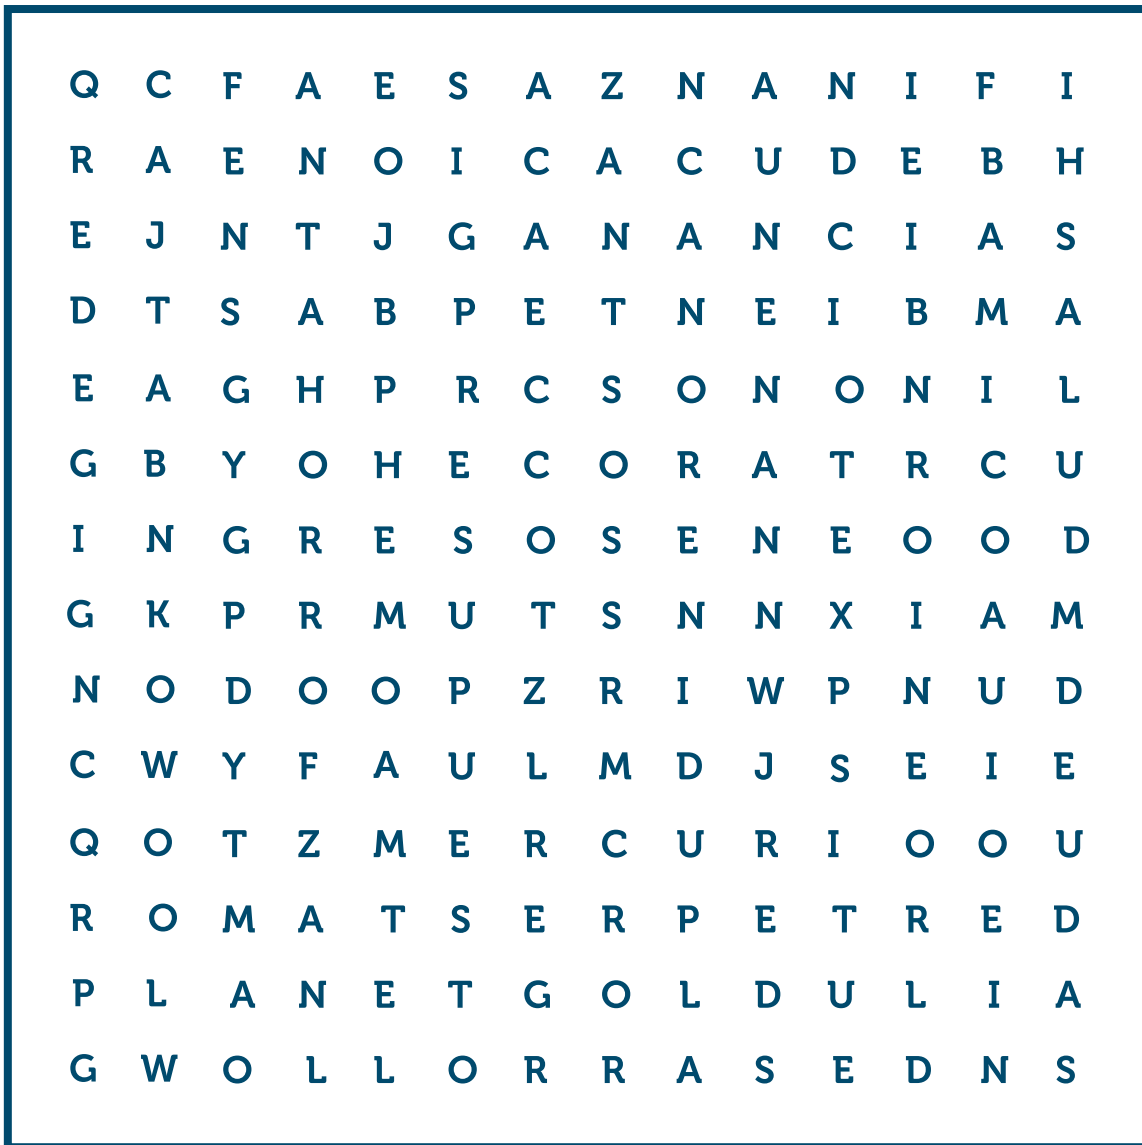 Q C F A E S A Z N A N I F I
R A E N O I C A C U D E B H
E J N T J G A N A N C I A S
D T S A B P E T N E I B M A
E A G H P R C S O N O N I L
G B Y O H E C O R A T R C U
I N G R E S O S E N E O O D
G K P R M U T S N N X I A M
N O D O O P Z R I W P N U D
C W Y F A U L M D J S E I E
Q O T Z M E R C U R I O O U
R O M A T S E R P E T R E D
P L A N E T G O L D U L I A
G W O L L O R R A S E D N S